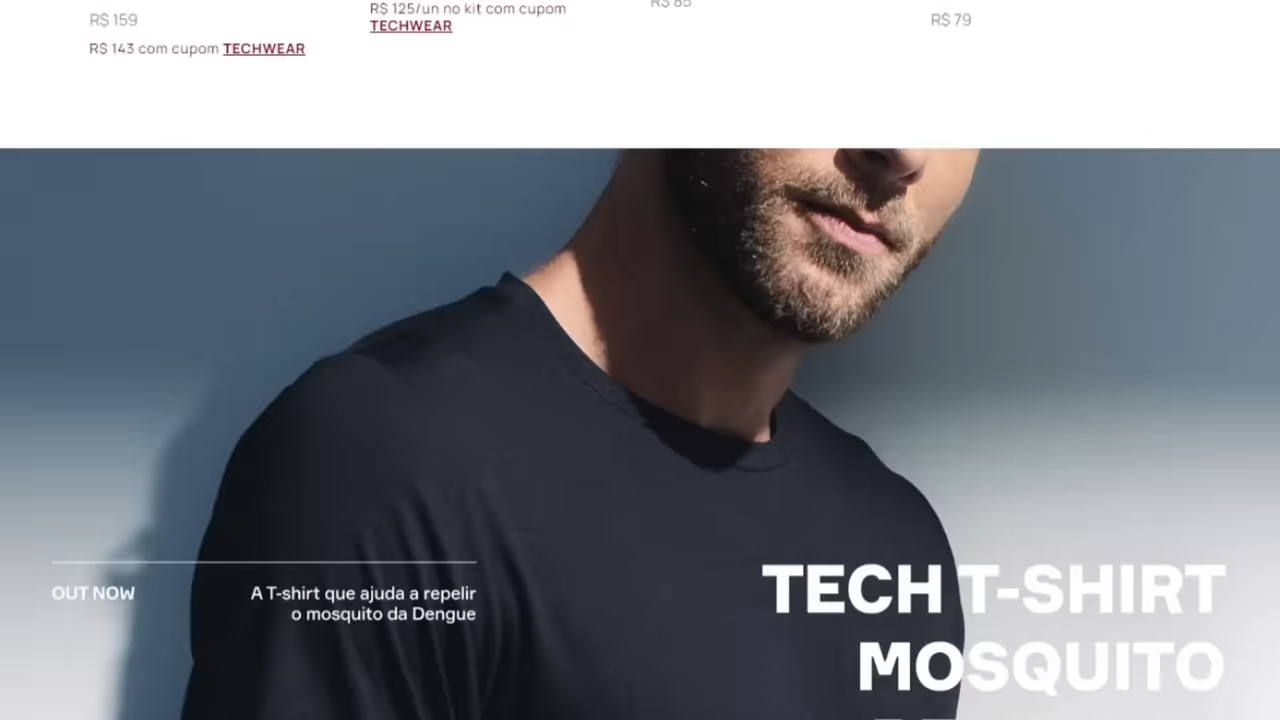 R$ 159
R$ 143 com cupom TECHWEAR
R$ 125/un no kit com cupom
TECHWEAR
R$ 85
R$ 79
OUT NOW
A T-shirt que ajuda a repelir
o mosquito da Dengue
TECH T-SHIRT
MOSQUITO